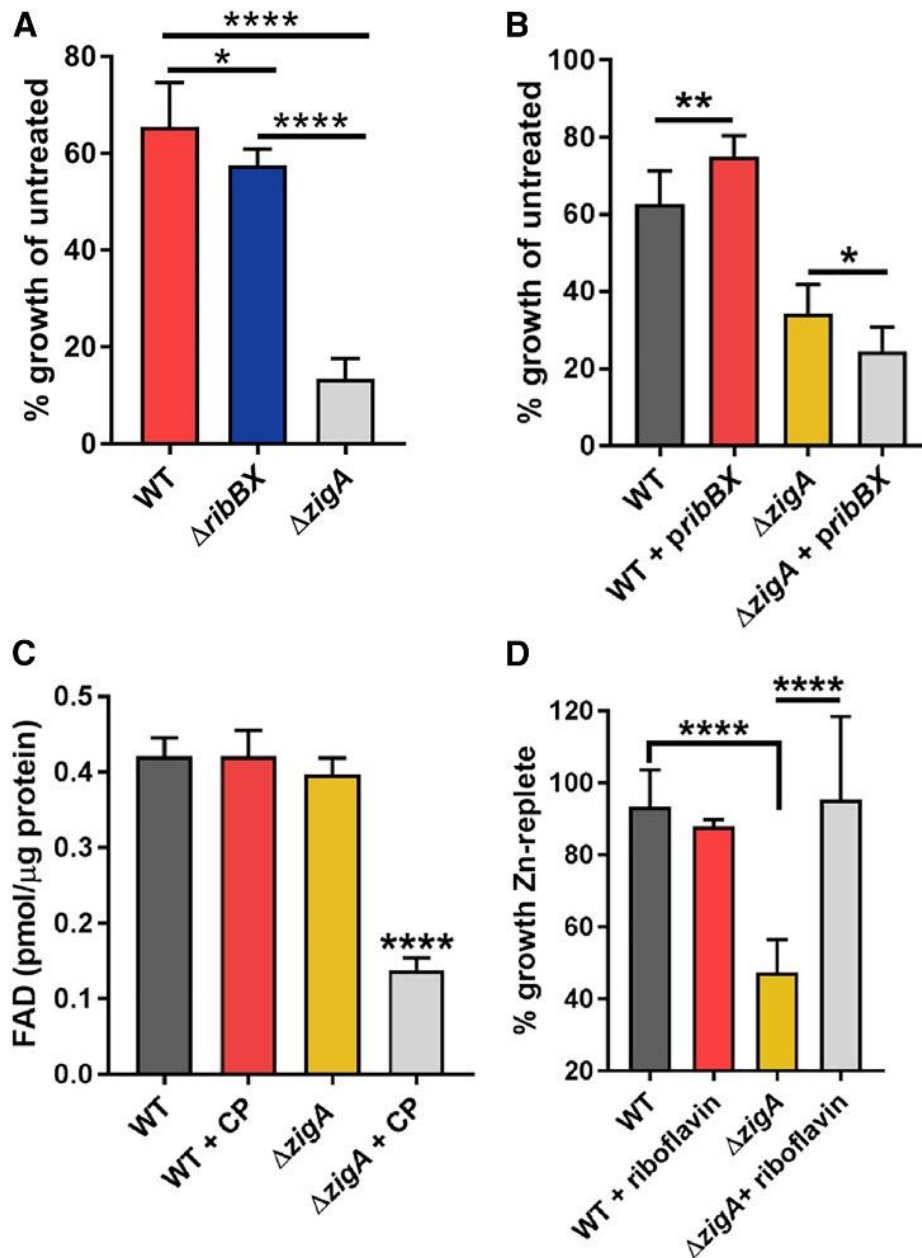 A
****
*
****
% growth of untreated
80
60
40
20
0
WT
ΔribBX
ΔzigA
B
**
*
% growth of untreated
100
80
60
40
20
0
WT
WT + pribBX
ΔzigA
ΔzigA + pribBX
C
****
FAD (pmol/µg protein)
0.5
0.4
0.3
0.2
0.1
0.0
WT
WT + CP
ΔzigA
ΔzigA + CP
D
****
****
% growth Zn-replete
120
100
80
60
40
20
WT
WT + riboflavin
ΔzigA
ΔzigA+ riboflavin